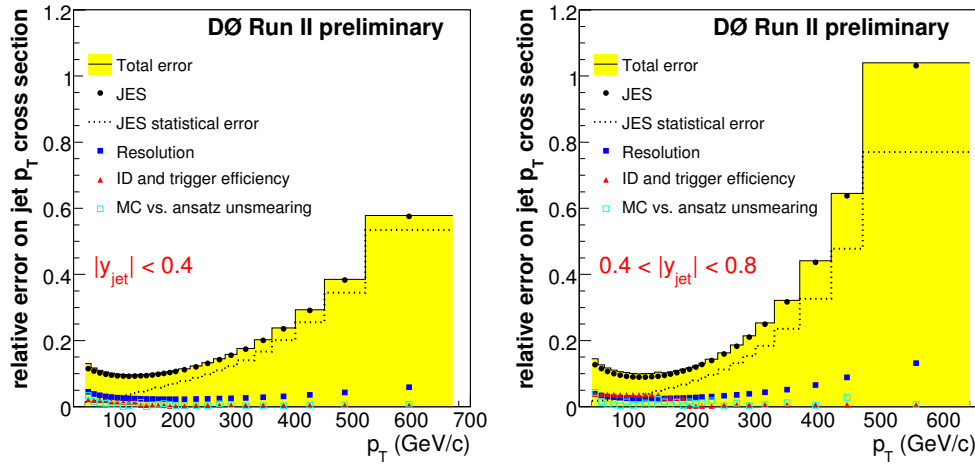 DØ Run II preliminary
relative error on jet p_T cross section
1.2
1
0.8
0.6
0.4
0.2
0
Total error
JES
JES statistical error
Resolution
ID and trigger efficiency
MC vs. ansatz unsmearing
|y_jet| < 0.4
100 200 300 400 500 600 700
p_T (GeV/c)
DØ Run II preliminary
relative error on jet p_T cross section
1.2
1
0.8
0.6
0.4
0.2
0
Total error
JES
JES statistical error
Resolution
ID and trigger efficiency
MC vs. ansatz unsmearing
0.4 < |y_jet| < 0.8
100 200 300 400 500 600
p_T (GeV/c)